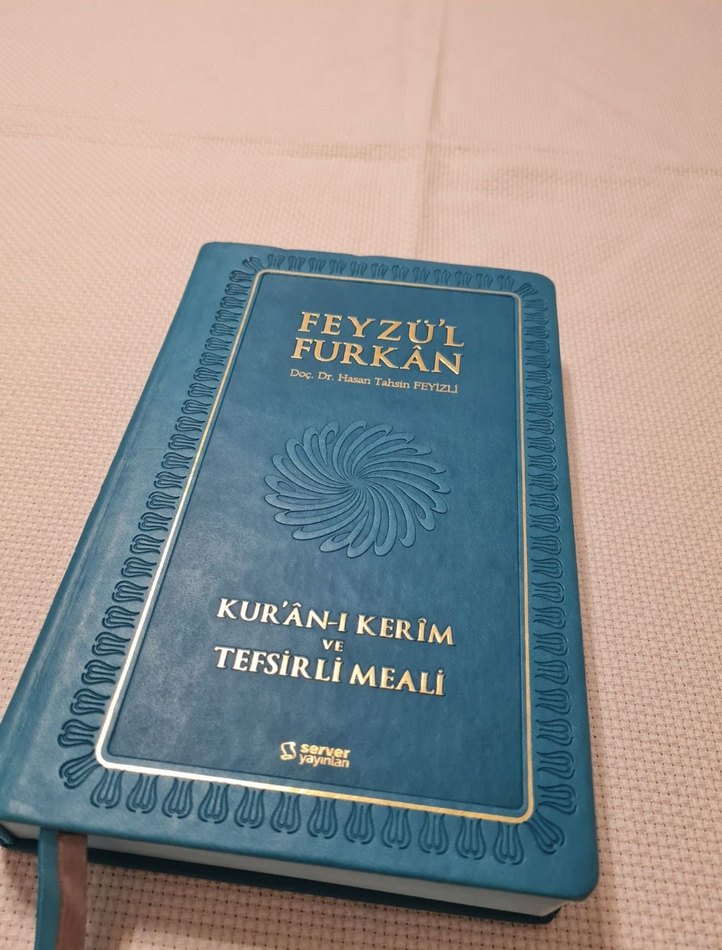 FEYZÜ'L
FURKÂN
Doç. Dr. Hasan Tahsin FEYİZLİ
KUR'ÂN-I KERÎM
VE
TEFSİRLİ MEALİ
server
yayınları